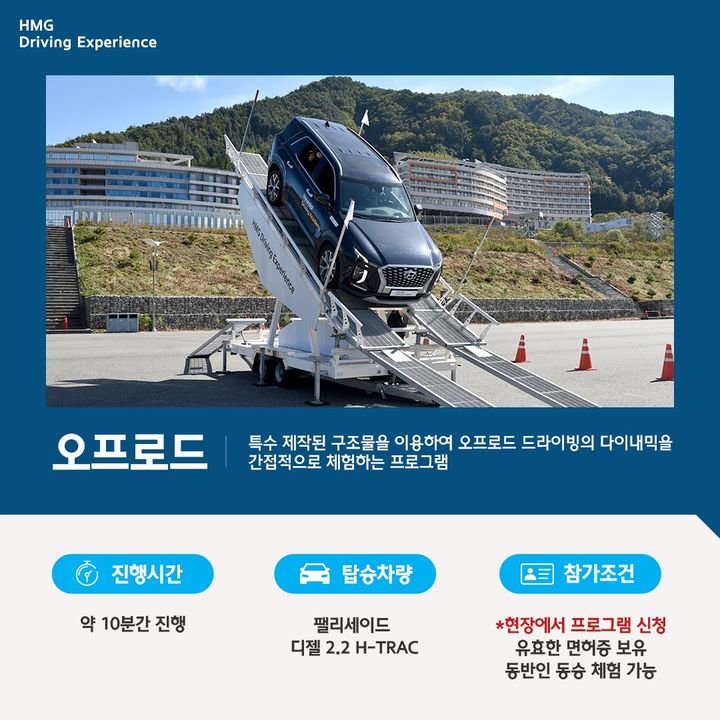 HMG
Driving Experience
HMG Driving Experience
오프로드
특수 제작된 구조물을 이용하여 오프로드 드라이빙의 다이내믹을
간접적으로 체험하는 프로그램
진행시간
탑승차량
참가조건
약 10분간 진행
팰리세이드
디젤 2.2 H-TRAC
*현장에서 프로그램 신청
유효한 면허증 보유
동반인 동승 체험 가능